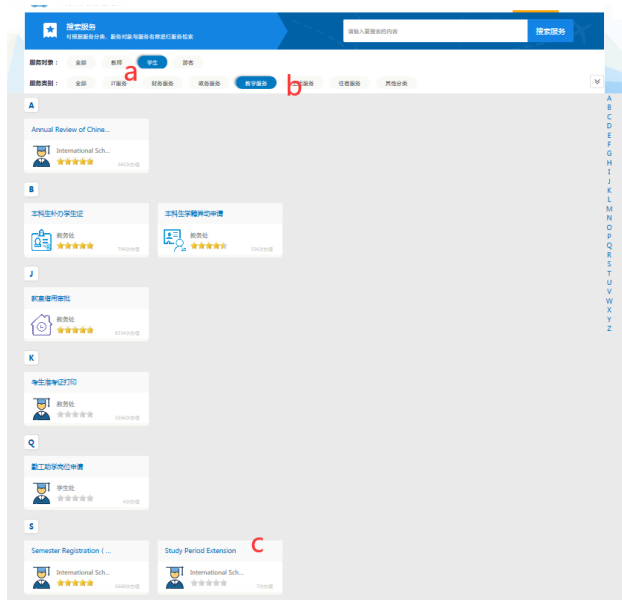 搜索服务
可根据服务分类、服务对象与服务名称进行服务检索
请输入要搜索的内容
搜索服务
服务对象： 全部 教师 学生 游客
a
服务类别： 全部 IT服务 财务服务 政务服务 教学服务 服务 任意服务 其他分类
b
A
Annual Review of Chine...
International Sch...
B
本科生补办学生证
教务处
本科生学籍异动申请
教务处
J
教室借用审批
教务处
K
考生准考证打印
教务处
Q
勤工助学岗位申请
学生处
S
Semester Registration ( ...
International Sch...
Study Period Extension
c
International Sch...
A
B
C
D
E
F
G
H
I
J
K
L
M
N
O
P
Q
R
S
T
U
V
W
X
Y
Z